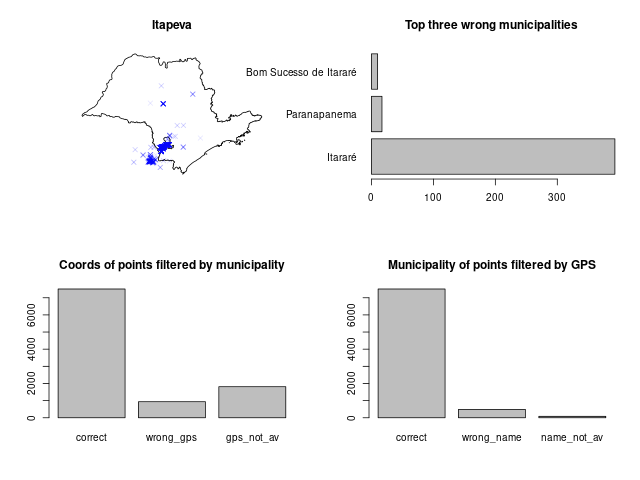 Itapeva
Top three wrong municipalities
Bom Sucesso de Itararé
Paranapanema
Itararé
0 100 200 300
Coords of points filtered by municipality
0 2000 4000 6000
correct wrong_gps gps_not_av
Municipality of points filtered by GPS
0 2000 4000 6000
correct wrong_name name_not_av